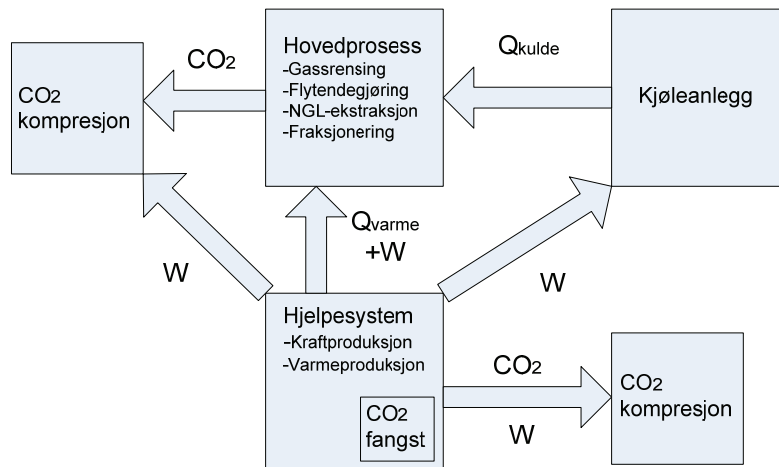 CO2
kompresjon
CO2
Hovedprosess
-Gassrensing
-Flytendegjøring
-NGL-ekstraksjon
-Fraksjonering
Qkulde
Kjøleanlegg
W
Qvarme
+W
W
Hjelpesystem
-Kraftproduksjon
-Varmeproduksjon
CO2
fangst
CO2
W
CO2
kompresjon